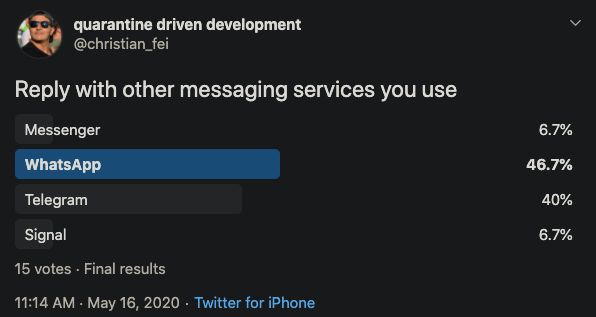 quarantine driven development
@christian_fei
Reply with other messaging services you use
Messenger 6.7%
WhatsApp 46.7%
Telegram 40%
Signal 6.7%
15 votes · Final results
11:14 AM · May 16, 2020 · Twitter for iPhone